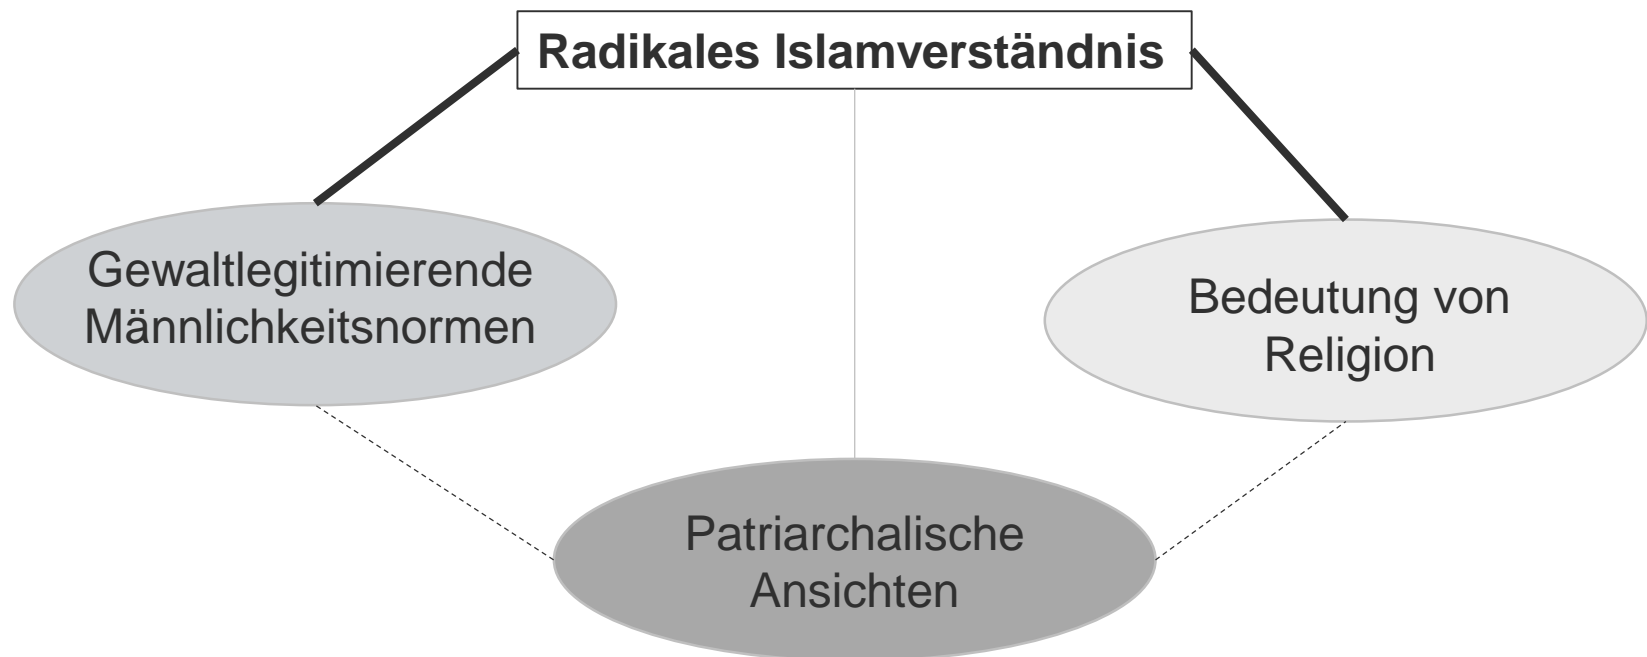 Radikales Islamverständnis
Gewaltlegitimierende
Männlichkeitsnormen
Bedeutung von
Religion
Patriarchalische
Ansichten